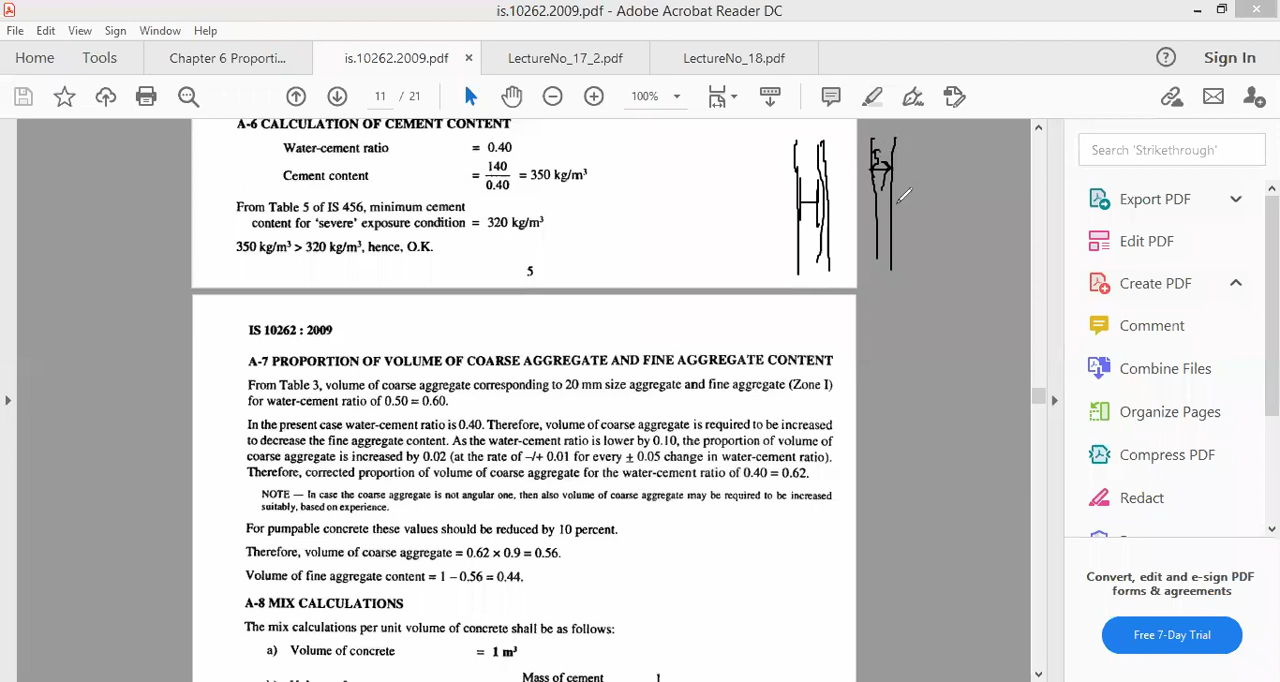 is.10262.2009.pdf - Adobe Acrobat Reader DC
File Edit View Sign Window Help
Home Tools Chapter 6 Proporti... is.10262.2009.pdf × LectureNo_17_2.pdf LectureNo_18.pdf Sign In
11 / 21 100%
A-6 CALCULATION OF CEMENT CONTENT
Water-cement ratio = 0.40
Cement content = 140 / 0.40 = 350 kg/m³
From Table 5 of IS 456, minimum cement
content for 'severe' exposure condition = 320 kg/m³
350 kg/m³ > 320 kg/m³, hence, O.K.
5
IS 10262 : 2009
A-7 PROPORTION OF VOLUME OF COARSE AGGREGATE AND FINE AGGREGATE CONTENT
From Table 3, volume of coarse aggregate corresponding to 20 mm size aggregate and fine aggregate (Zone I)
for water-cement ratio of 0.50 = 0.60.
In the present case water-cement ratio is 0.40. Therefore, volume of coarse aggregate is required to be increased
to decrease the fine aggregate content. As the water-cement ratio is lower by 0.10, the proportion of volume of
coarse aggregate is increased by 0.02 (at the rate of –/+ 0.01 for every ± 0.05 change in water-cement ratio).
Therefore, corrected proportion of volume of coarse aggregate for the water-cement ratio of 0.40 = 0.62.
NOTE — In case the coarse aggregate is not angular one, then also volume of coarse aggregate may be required to be increased
suitably, based on experience.
For pumpable concrete these values should be reduced by 10 percent.
Therefore, volume of coarse aggregate = 0.62 × 0.9 = 0.56.
Volume of fine aggregate content = 1 – 0.56 = 0.44.
A-8 MIX CALCULATIONS
The mix calculations per unit volume of concrete shall be as follows:
a) Volume of concrete = 1 m³
Mass of cement 1
Search 'Strikethrough'
Export PDF
Edit PDF
Create PDF
Comment
Combine Files
Organize Pages
Compress PDF
Redact
Convert, edit and e-sign PDF
forms & agreements
Free 7-Day Trial